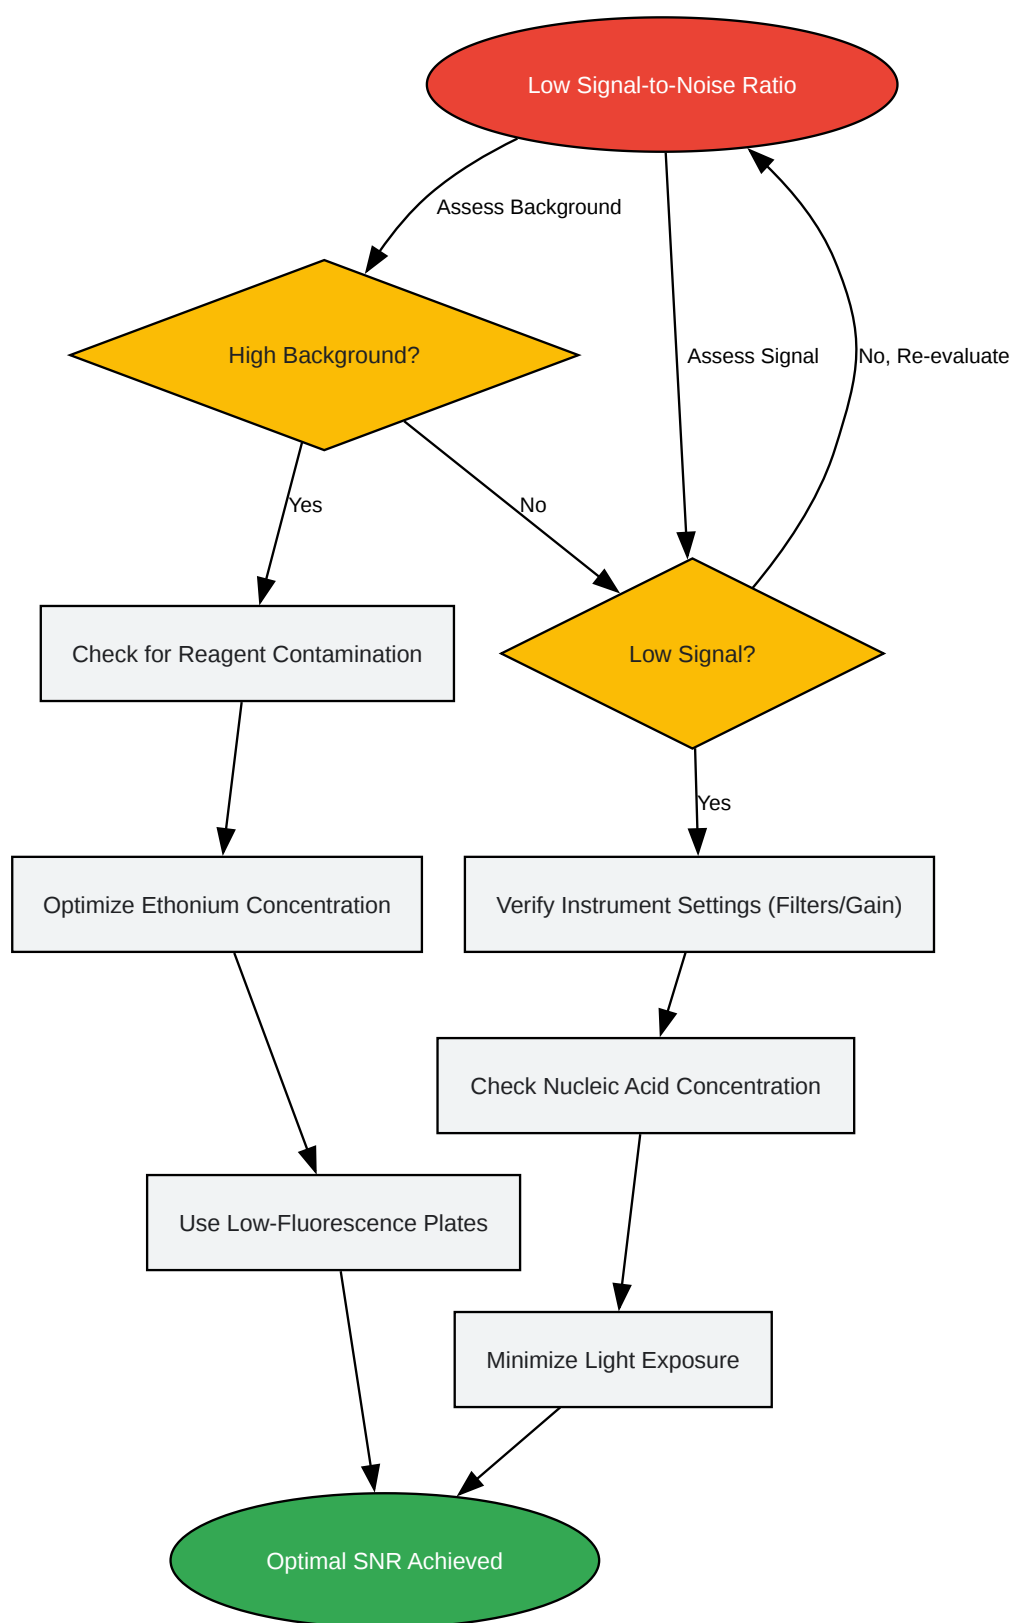 Low Signal-to-Noise Ratio
Assess Background
High Background?
Assess Signal
No, Re-evaluate
Yes
No
Check for Reagent Contamination
Low Signal?
Yes
Optimize Ethonium Concentration
Verify Instrument Settings (Filters/Gain)
Check Nucleic Acid Concentration
Use Low-Fluorescence Plates
Minimize Light Exposure
Optimal SNR Achieved